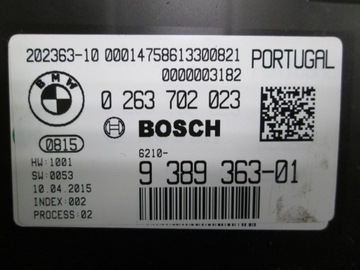 202363-10 00014758613300821 PORTUGAL
0000003182
BMW
0 263 702 023
BOSCH
0815
6210-
9 389 363-01
HW:1001
SW:0053
10.04.2015
INDEX:002
PROCESS:02